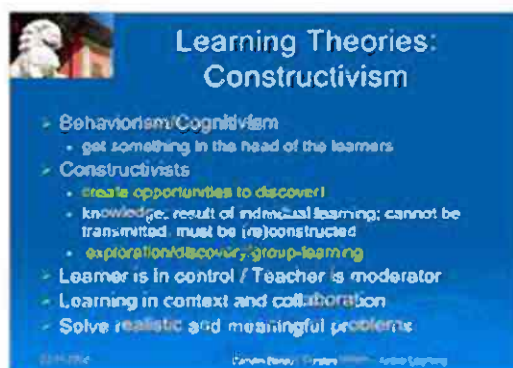 Learning Theories:
Constructivism
Behaviorism/Cognitivism
get something in the head of the learners
Constructivists
create opportunities to discover!
knowledge: result of individual learning; cannot be
transmitted, must be (re)constructed
exploration/discovery/group-learning
Learner is in control / Teacher is moderator
Learning in context and collaboration
Solve realistic and meaningful problems